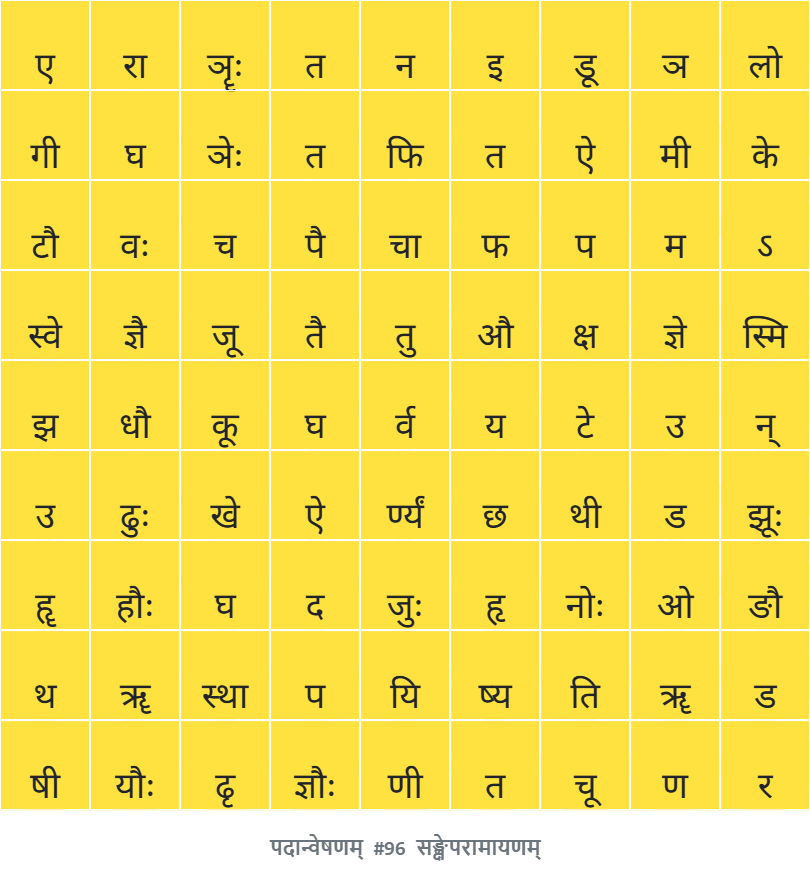 ए रा ञॄः त न इ डू ञ लो
गी घ ञेः त फि त ऐ मी के
टौ वः च पै चा फ प म ऽ
स्वे ज्ञै जू तै तु औ क्ष ज्ञे स्मि
झ धौ कू घ र्व य टे उ न्
उ ढुः खे ऐ र्ण्यं छ थी ड झूः
हॄ हौः घ द जुः हृ नोः ओ ङौ
थ ॠ स्था प यि ष्य ति ॠ ड
षी यौः ढृ ज्ञौः णी त चू ण र
पदान्वेषणम् #96 सङ्क्षेपरामायणम्